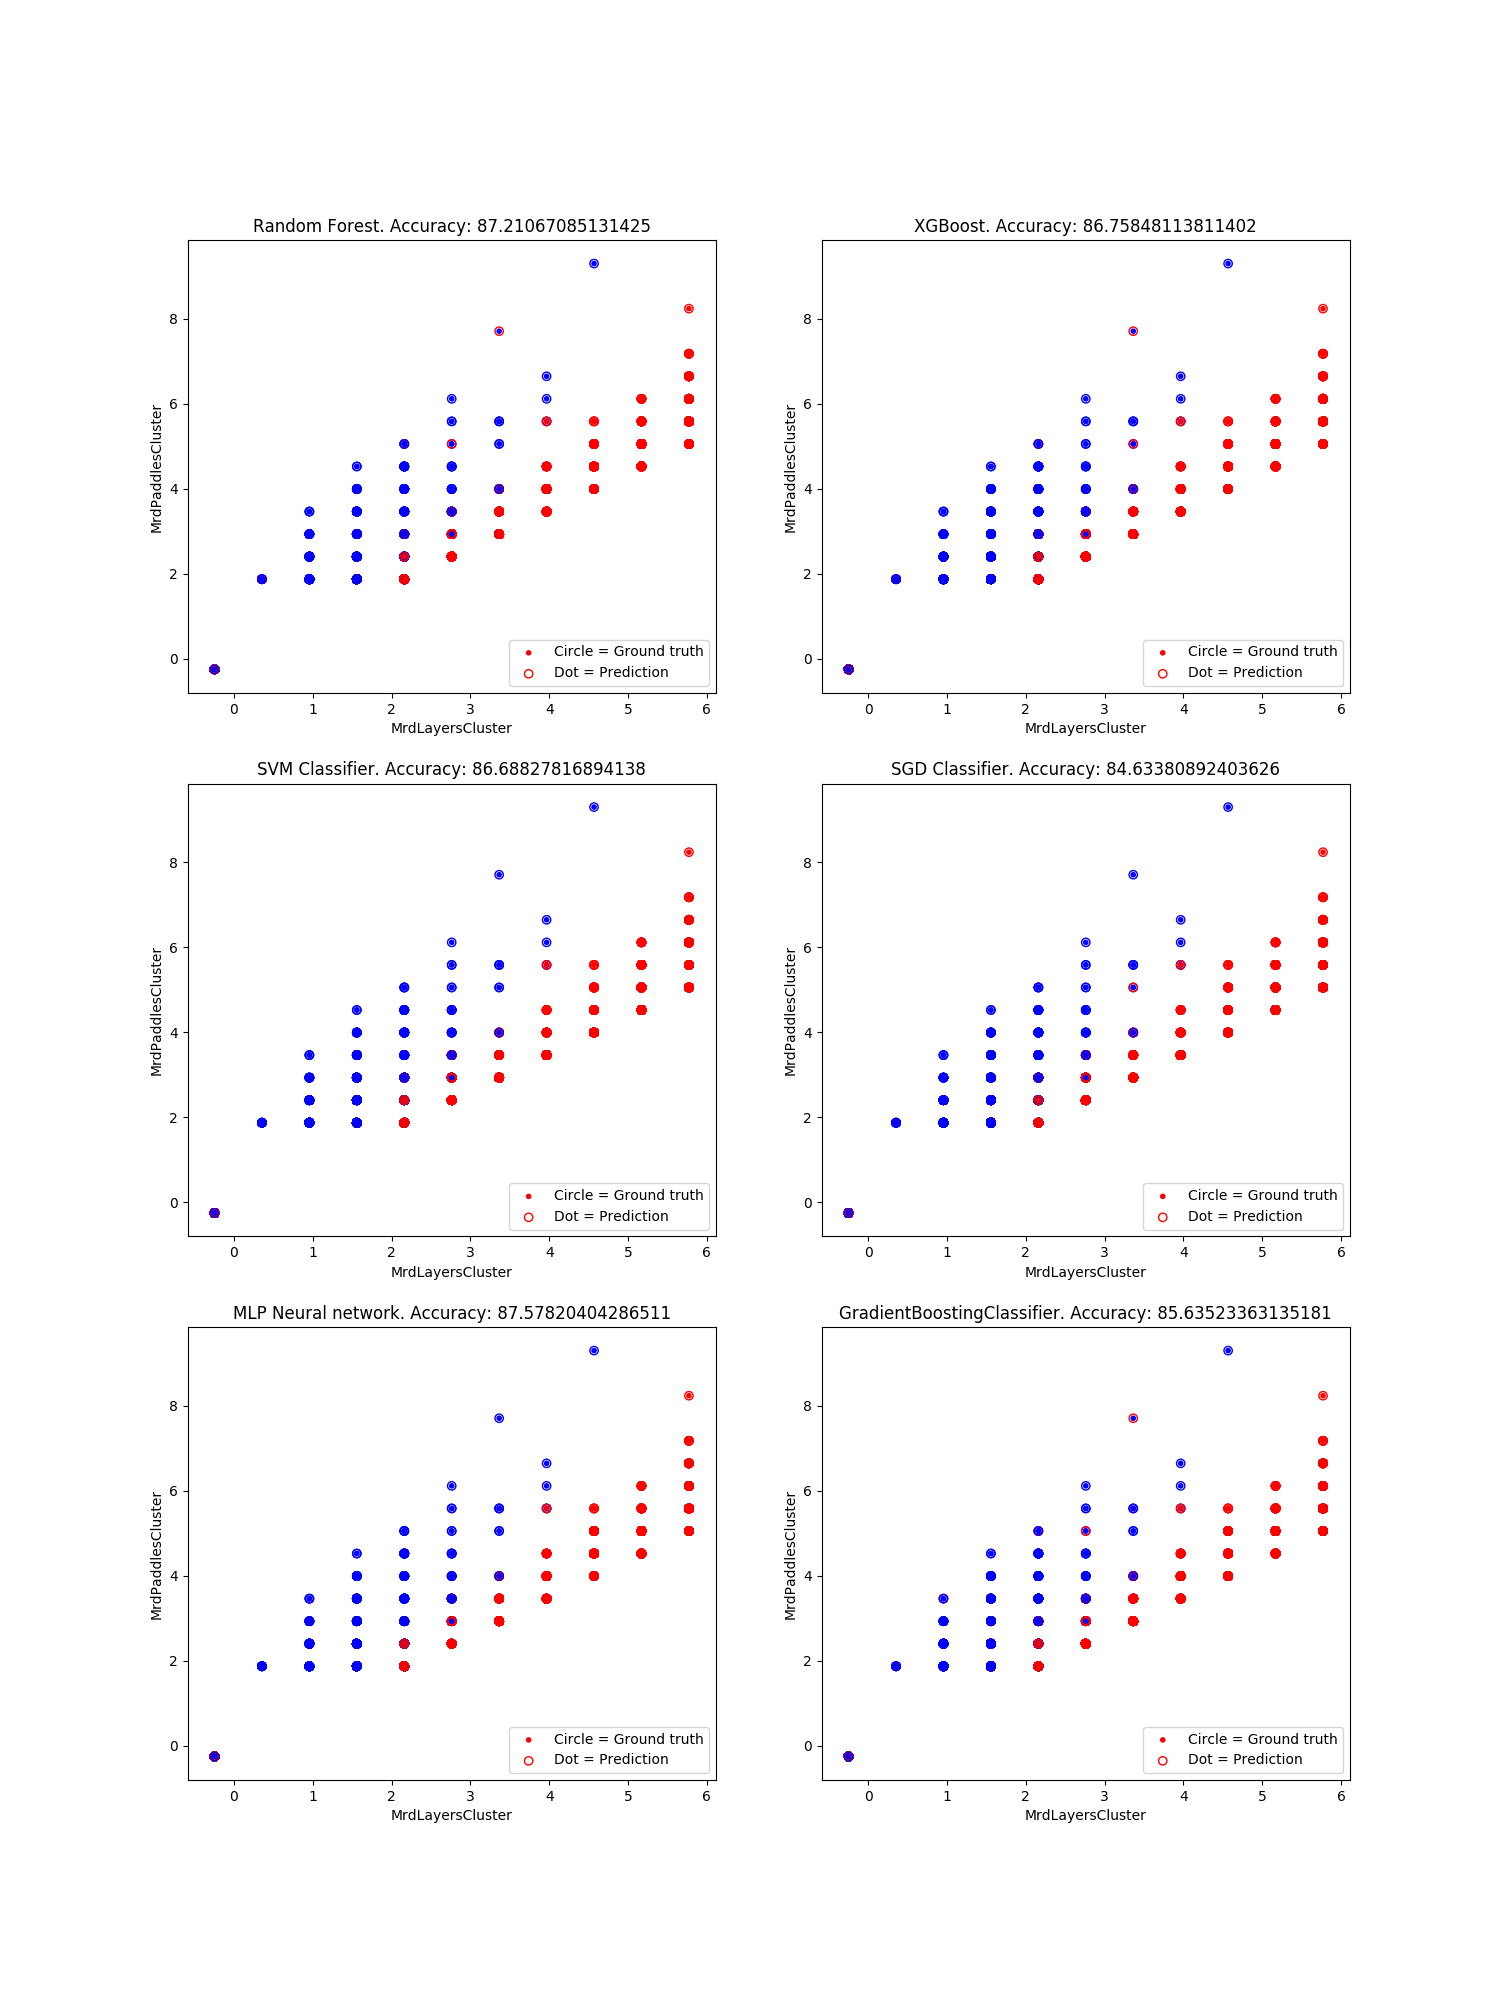 Random Forest. Accuracy: 87.21067085131425
8
6
4
2
0
MrdPaddlesCluster
Circle = Ground truth
Dot = Prediction
0 1 2 3 4 5 6
MrdLayersCluster
XGBoost. Accuracy: 86.75848113811402
8
6
4
2
0
MrdPaddlesCluster
Circle = Ground truth
Dot = Prediction
0 1 2 3 4 5 6
MrdLayersCluster
SVM Classifier. Accuracy: 86.68827816894138
8
6
4
2
0
MrdPaddlesCluster
Circle = Ground truth
Dot = Prediction
0 1 2 3 4 5 6
MrdLayersCluster
SGD Classifier. Accuracy: 84.63380892403626
8
6
4
2
0
MrdPaddlesCluster
Circle = Ground truth
Dot = Prediction
0 1 2 3 4 5 6
MrdLayersCluster
MLP Neural network. Accuracy: 87.57820404286511
8
6
4
2
0
MrdPaddlesCluster
Circle = Ground truth
Dot = Prediction
0 1 2 3 4 5 6
MrdLayersCluster
GradientBoostingClassifier. Accuracy: 85.63523363135181
8
6
4
2
0
MrdPaddlesCluster
Circle = Ground truth
Dot = Prediction
0 1 2 3 4 5 6
MrdLayersCluster